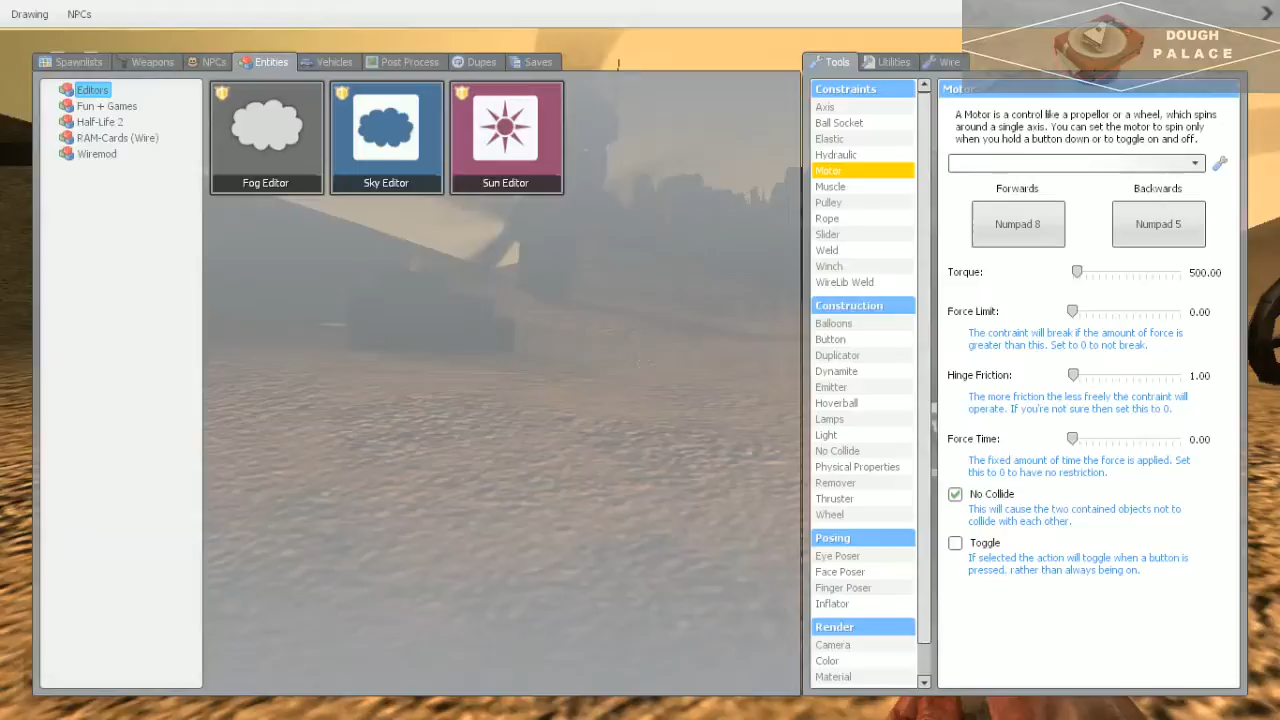 Drawing NPCs
DOUGH
PALACE
Spawnlists Weapons NPCs Entities Vehicles Post Process Dupes Saves
Tools Utilities Wire
Editors
Fun + Games
Half-Life 2
RAM-Cards (Wire)
Wiremod
Fog Editor
Sky Editor
Sun Editor
Constraints
Axis
Ball Socket
Elastic
Hydraulic
Motor
Muscle
Pulley
Rope
Slider
Weld
Winch
WireLib Weld
Construction
Balloons
Button
Duplicator
Dynamite
Emitter
Hoverball
Lamps
Light
No Collide
Physical Properties
Remover
Thruster
Wheel
Posing
Eye Poser
Face Poser
Finger Poser
Inflator
Render
Camera
Color
Material
Motor
A Motor is a control like a propellor or a wheel, which spins
around a single axis. You can set the motor to spin only
when you hold a button down or to toggle on and off.
Forwards Backwards
Numpad 8 Numpad 5
Torque: 500.00
Force Limit: 0.00
The contraint will break if the amount of force is
greater than this. Set to 0 to not break.
Hinge Friction: 1.00
The more friction the less freely the contraint will
operate. If you're not sure then set this to 0.
Force Time: 0.00
The fixed amount of time the force is applied. Set
this to 0 to have no restriction.
No Collide
This will cause the two contained objects not to
collide with each other.
Toggle
If selected the action will toggle when a button is
pressed, rather than always being on.